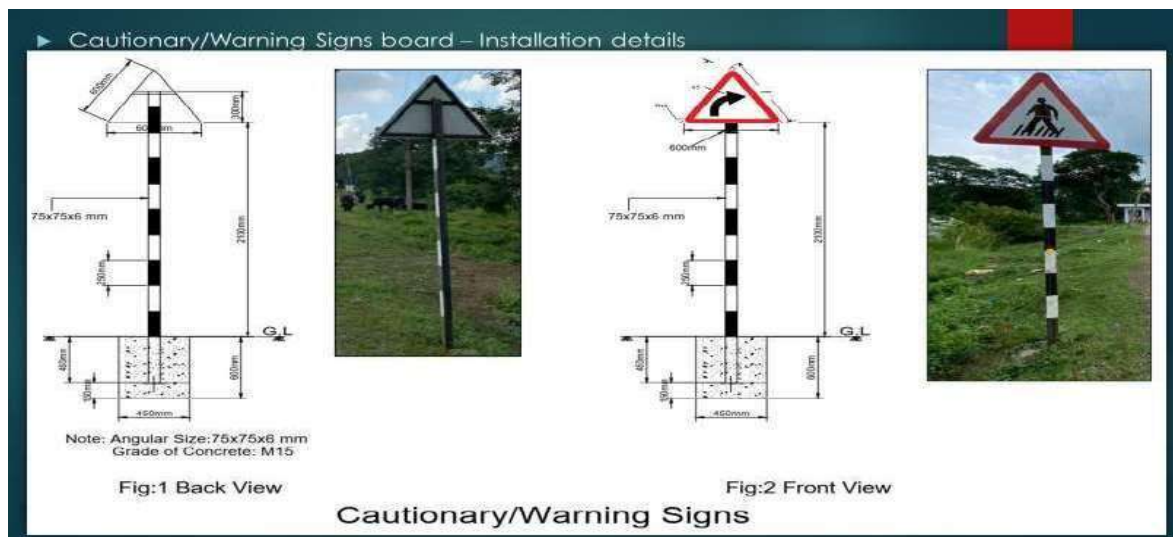 Cautionary/Warning Signs board – Installation details
600mm
300mm
600mm
75x75x6 mm
2100mm
250mm
G.L
450mm
150mm
600mm
450mm
Note: Angular Size:75x75x6 mm
Grade of Concrete: M15
Fig:1 Back View
600mm
75x75x6 mm
2100mm
250mm
G.L
450mm
150mm
600mm
450mm
Fig:2 Front View
Cautionary/Warning Signs